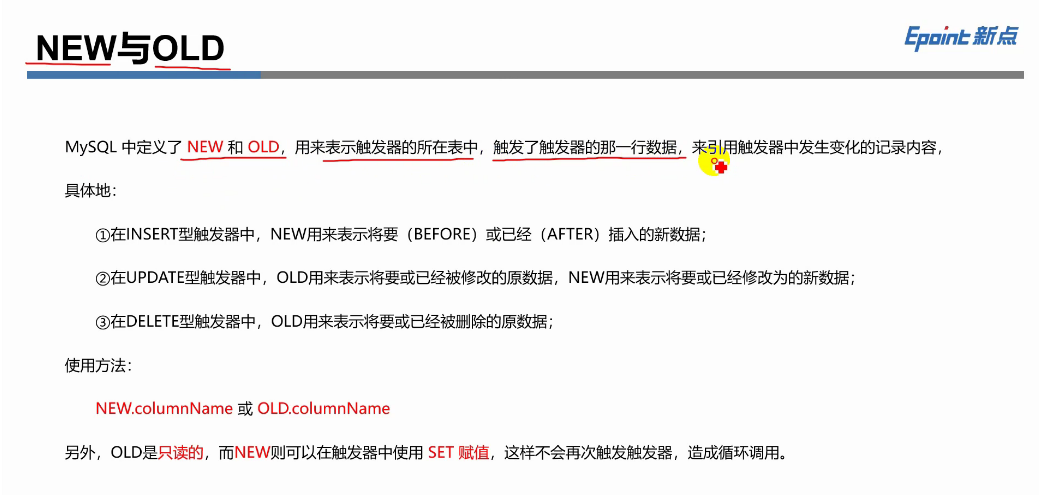 NEW与OLD
Epoint 新点
MySQL 中定义了 NEW 和 OLD，用来表示触发器的所在表中，触发了触发器的那一行数据，来引用触发器中发生变化的记录内容，
具体地：
①在INSERT型触发器中，NEW用来表示将要（BEFORE）或已经（AFTER）插入的新数据；
②在UPDATE型触发器中，OLD用来表示将要或已经被修改的原数据，NEW用来表示将要或已经修改为的新数据；
③在DELETE型触发器中，OLD用来表示将要或已经被删除的原数据；
使用方法：
NEW.columnName 或 OLD.columnName
另外，OLD是只读的，而NEW则可以在触发器中使用 SET 赋值，这样不会再次触发触发器，造成循环调用。